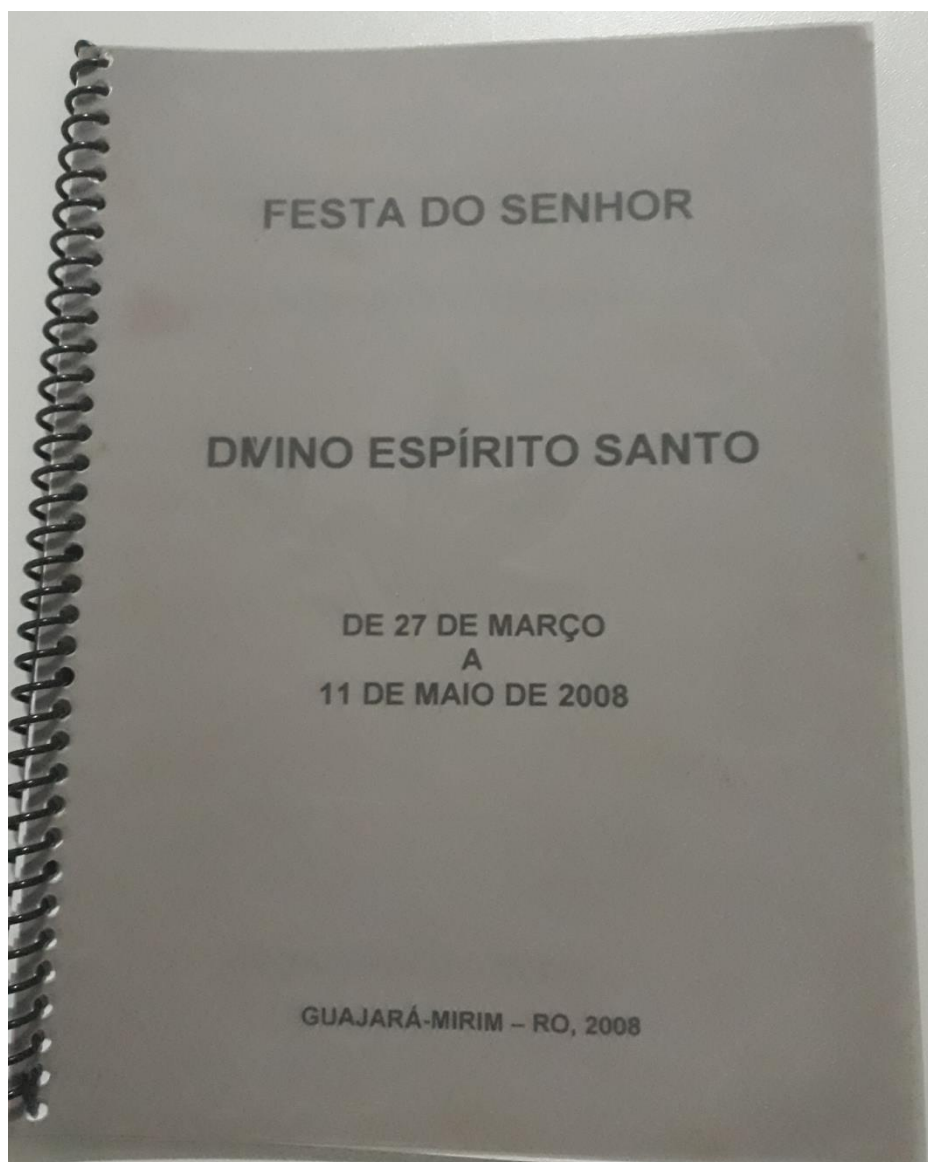 FESTA DO SENHOR
DIVINO ESPÍRITO SANTO
DE 27 DE MARÇO
A
11 DE MAIO DE 2008
GUAJARÁ-MIRIM – RO, 2008